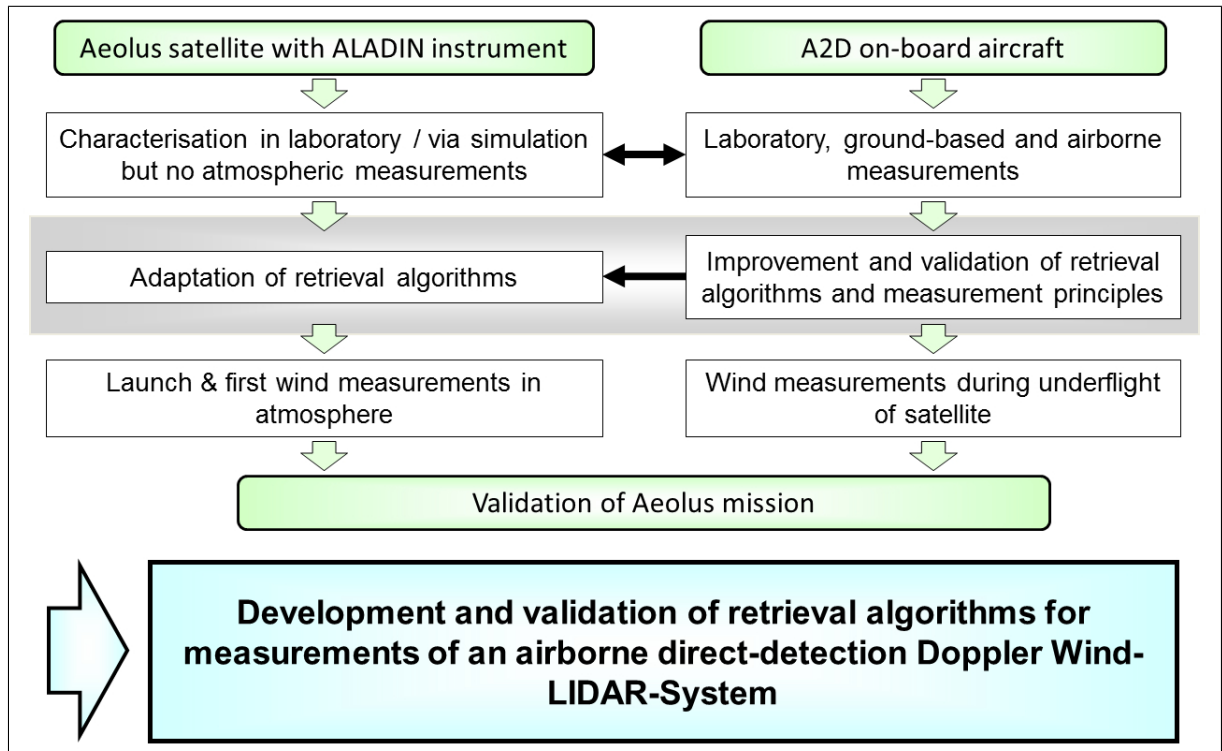 Aeolus satellite with ALADIN instrument
A2D on-board aircraft
Characterisation in laboratory / via simulation
but no atmospheric measurements
Laboratory, ground-based and airborne
measurements
Adaptation of retrieval algorithms
Improvement and validation of retrieval
algorithms and measurement principles
Launch & first wind measurements in
atmosphere
Wind measurements during underflight
of satellite
Validation of Aeolus mission
Development and validation of retrieval algorithms for
measurements of an airborne direct-detection Doppler Wind-
LIDAR-System